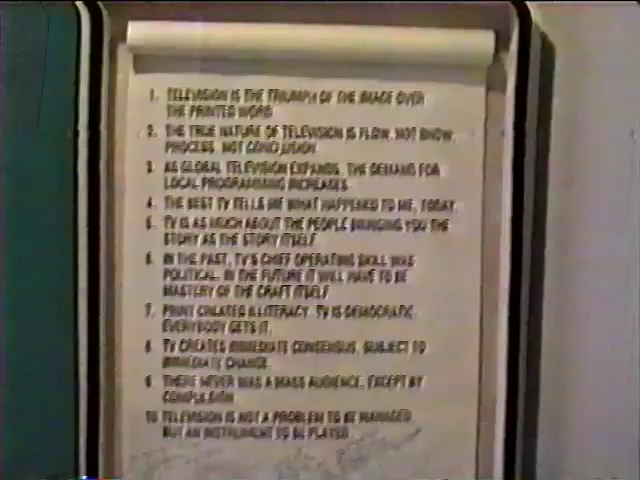 1. TELEVISION IS THE TRIUMPH OF THE IMAGE OVER
THE PRINTED WORD.
2. THE TRUE NATURE OF TELEVISION IS FLOW, NOT SHOW,
PROCESS, NOT CONCLUSION.
3. AS GLOBAL TELEVISION EXPANDS, THE DEMAND FOR
LOCAL PROGRAMMING INCREASES.
4. THE BEST TV TELLS ME WHAT HAPPENED TO ME, TODAY.
5. TV IS AS MUCH ABOUT THE PEOPLE BRINGING YOU THE
STORY AS THE STORY ITSELF.
6. IN THE PAST, TV'S CHIEF OPERATING SKILL WAS
POLITICAL. IN THE FUTURE IT WILL HAVE TO BE
MASTERY OF THE CRAFT ITSELF.
7. PRINT CREATED ILLITERACY. TV IS DEMOCRATIC.
EVERYBODY GETS IT.
8. TV CREATES IMMEDIATE CONSENSUS, SUBJECT TO
IMMEDIATE CHANGE.
9. THERE NEVER WAS A MASS AUDIENCE, EXCEPT BY
COMPULSION.
10. TELEVISION IS NOT A PROBLEM TO BE MANAGED,
BUT AN INSTRUMENT TO BE PLAYED.